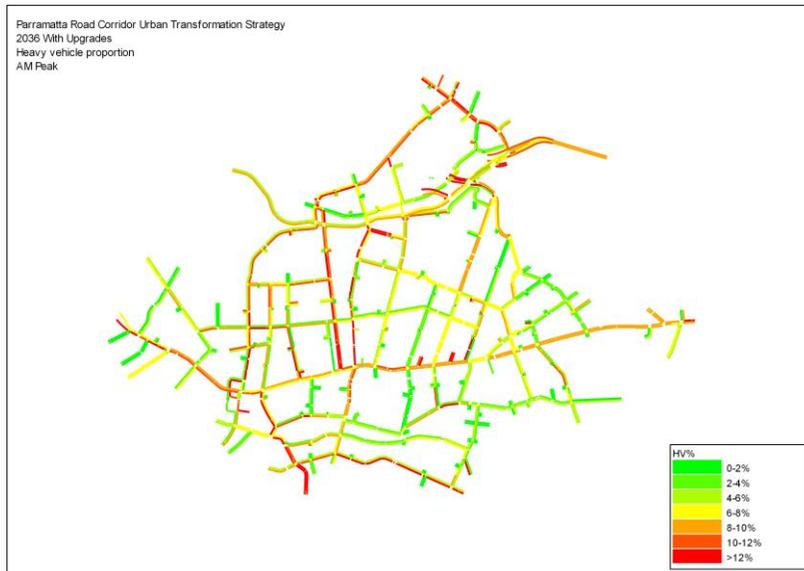 Parramatta Road Corridor Urban Transformation Strategy
2036 With Upgrades
Heavy vehicle proportion
AM Peak
HV%
0-2%
2-4%
4-6%
6-8%
8-10%
10-12%
>12%